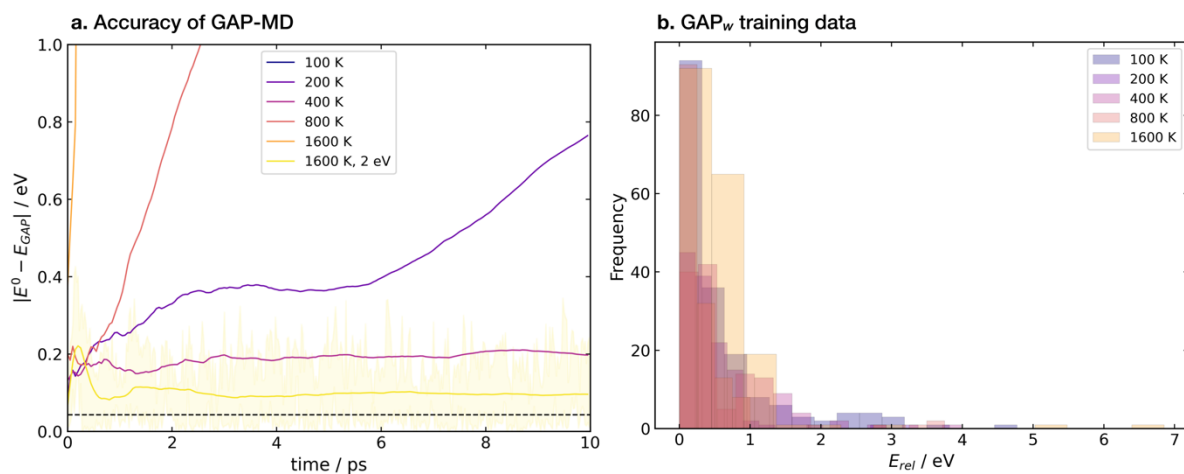 a. Accuracy of GAP-MD
1.0
0.8
0.6
0.4
0.2
0.0
|E⁰ − E_GAP| / eV
100 K
200 K
400 K
800 K
1600 K
1600 K, 2 eV
0 2 4 6 8 10
time / ps
b. GAPw training data
80
60
40
20
0
Frequency
100 K
200 K
400 K
800 K
1600 K
0 1 2 3 4 5 6 7
E_rel / eV